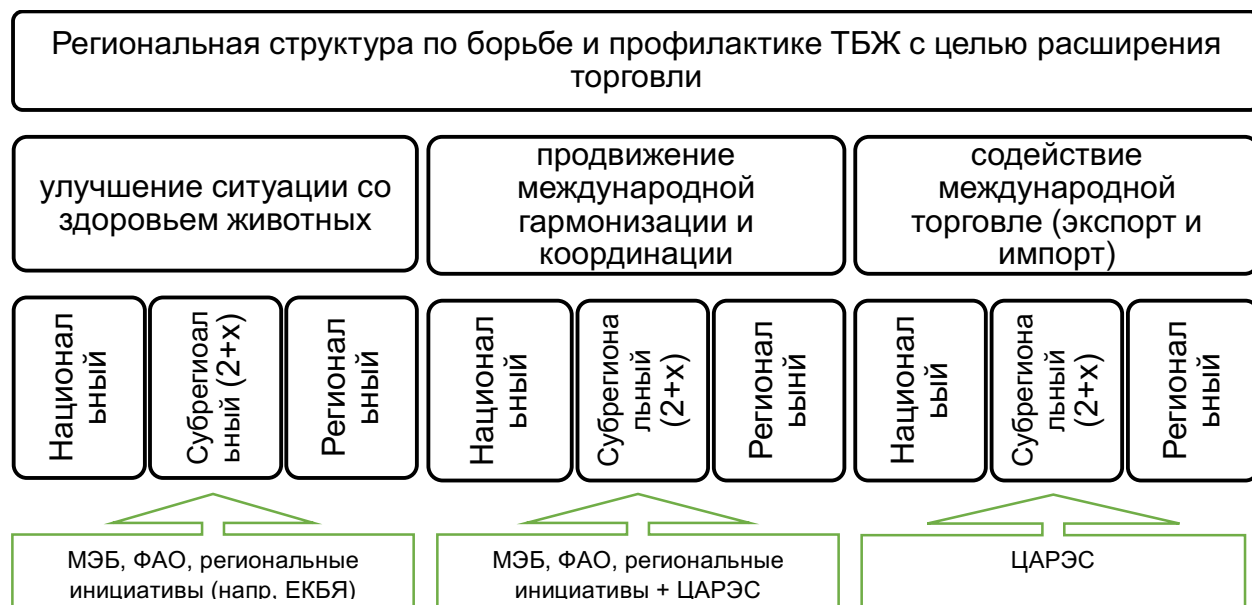 Региональная структура по борьбе и профилактике ТБЖ с целью расширения
торговли
улучшение ситуации со
здоровьем животных
продвижение
международной
гармонизации и
координации
содействие
международной
торговле (экспорт и
импорт)
Национал
ьный
Субрегиоал
ьный (2+x)
Регионал
ьный
Национал
ьный
Субрегиона
льный
(2+x)
Регионал
ьынй
Национал
ьый
Субрегиона
льный
(2+x)
Регионал
ьный
МЭБ, ФАО, региональные
инициативы (напр, ЕКБЯ)
МЭБ, ФАО, региональные
инициативы + ЦАРЭС
ЦАРЭС